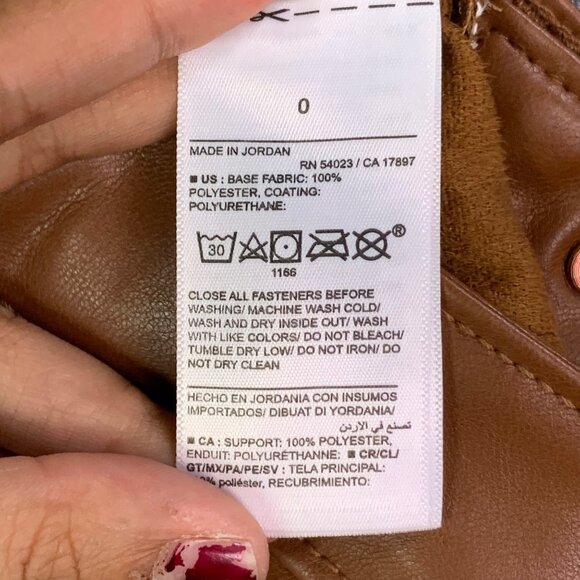 0
MADE IN JORDAN
RN 54023 / CA 17897
■ US : BASE FABRIC: 100%
POLYESTER, COATING:
POLYURETHANE:
30
®
1166
CLOSE ALL FASTENERS BEFORE
WASHING/ MACHINE WASH COLD/
WASH AND DRY INSIDE OUT/ WASH
WITH LIKE COLORS/ DO NOT BLEACH/
TUMBLE DRY LOW/ DO NOT IRON/ DO
NOT DRY CLEAN
HECHO EN JORDANIA CON INSUMOS
IMPORTADOS/ DIBUAT DI YORDANIA/
تصنع في الاردن
■ CA : SUPPORT: 100% POLYESTER,
ENDUIT: POLYURÉTHANNE: ■ CR/CL/
GT/MX/PA/PE/SV : TELA PRINCIPAL:
poliéster, RECUBRIMIENTO: